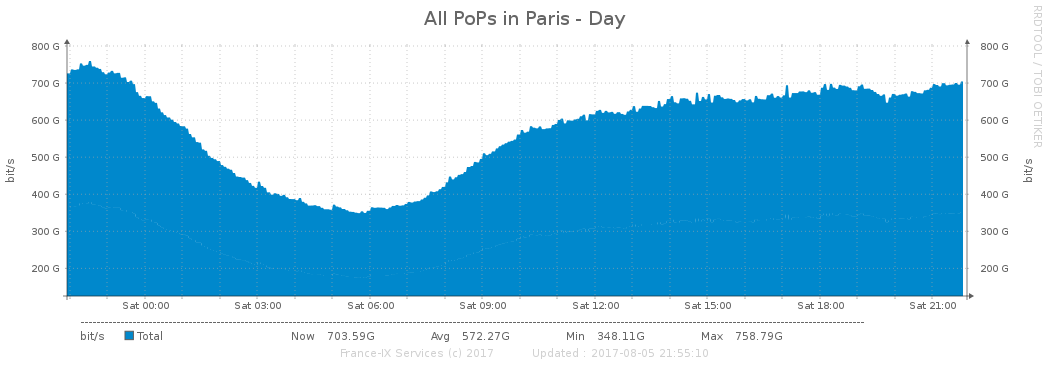 All PoPs in Paris - Day
RRDTOOL / TOBI OETIKER
800 G 800 G
700 G 700 G
600 G 600 G
500 G 500 G
400 G 400 G
300 G 300 G
200 G 200 G
bit/s bit/s
Sat 00:00 Sat 03:00 Sat 06:00 Sat 09:00 Sat 12:00 Sat 15:00 Sat 18:00 Sat 21:00
bit/s Total Now 703.59G Avg 572.27G Min 348.11G Max 758.79G
France-IX Services (c) 2017 Updated : 2017-08-05 21:55:10